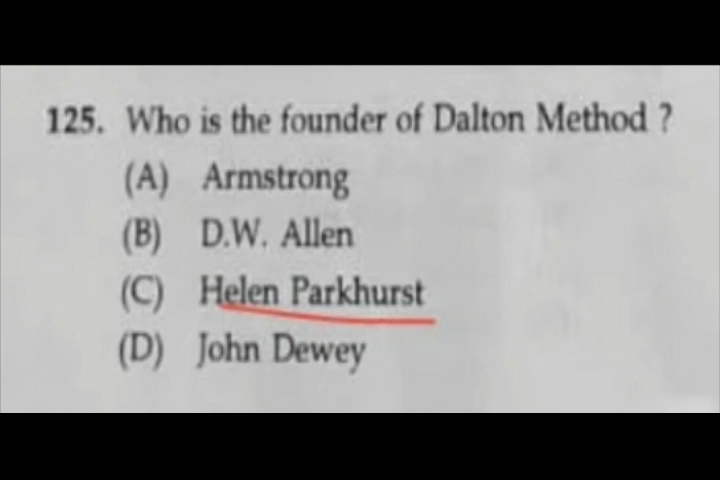 125. Who is the founder of Dalton Method ?
(A) Armstrong
(B) D.W. Allen
(C) Helen Parkhurst
(D) John Dewey